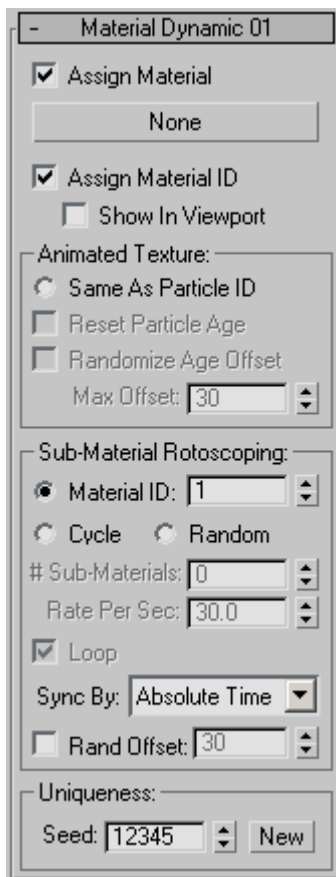 - Material Dynamic 01
Assign Material
None
Assign Material ID
Show In Viewport
Animated Texture:
Same As Particle ID
Reset Particle Age
Randomize Age Offset
Max Offset: 30
Sub-Material Rotoscoping:
Material ID: 1
Cycle Random
# Sub-Materials: 0
Rate Per Sec: 30.0
Loop
Sync By: Absolute Time
Rand Offset: 30
Uniqueness:
Seed: 12345 New